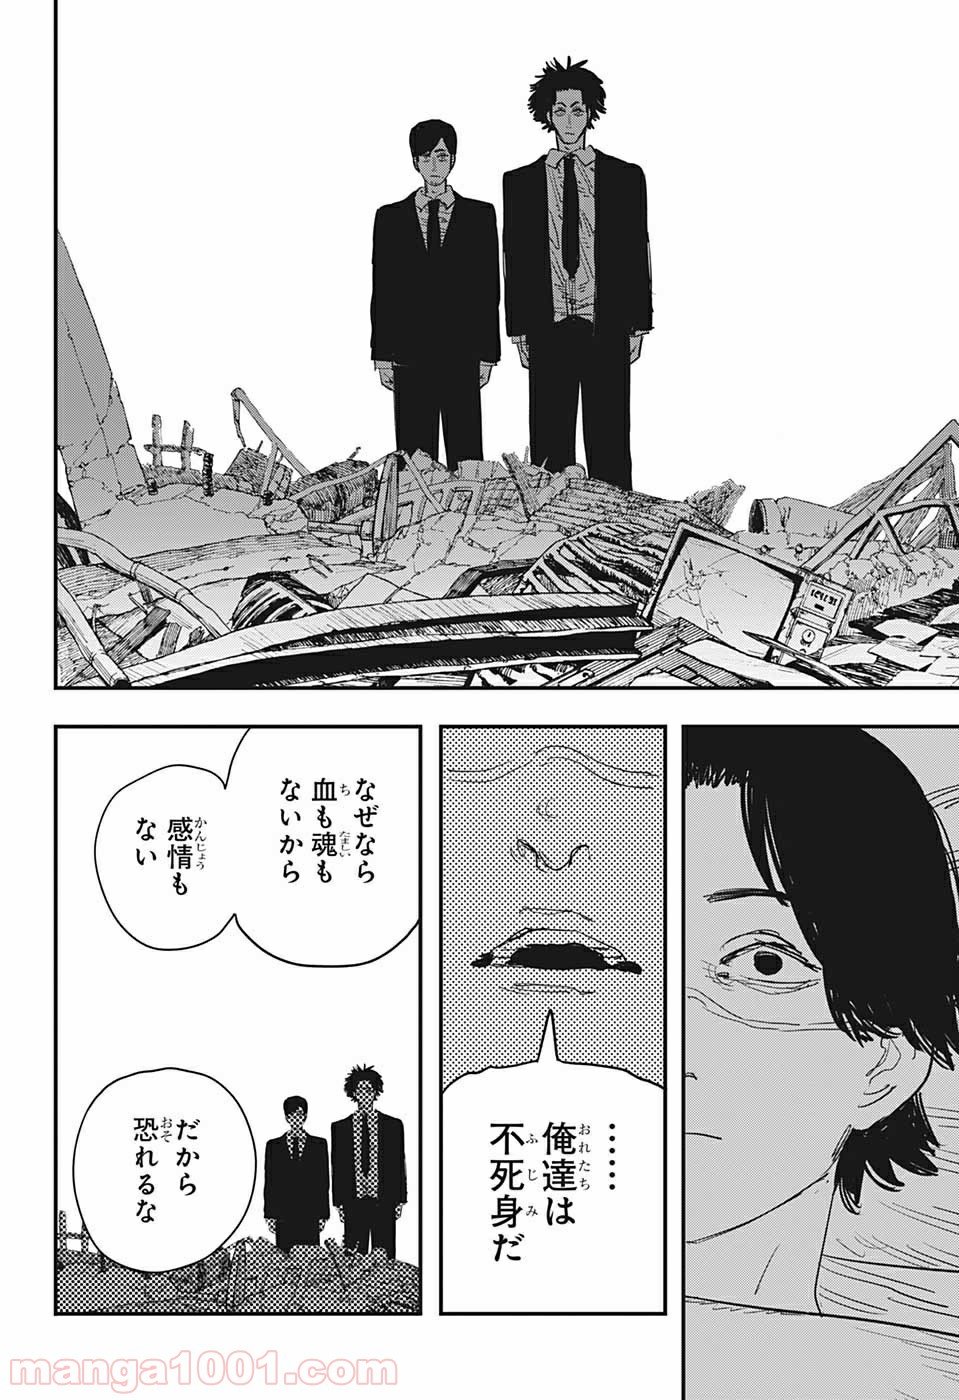 ……
俺達は
不死身だ
なぜなら
血も魂も
ないから
感情も
ない
だから
恐れるな
manga1001.com